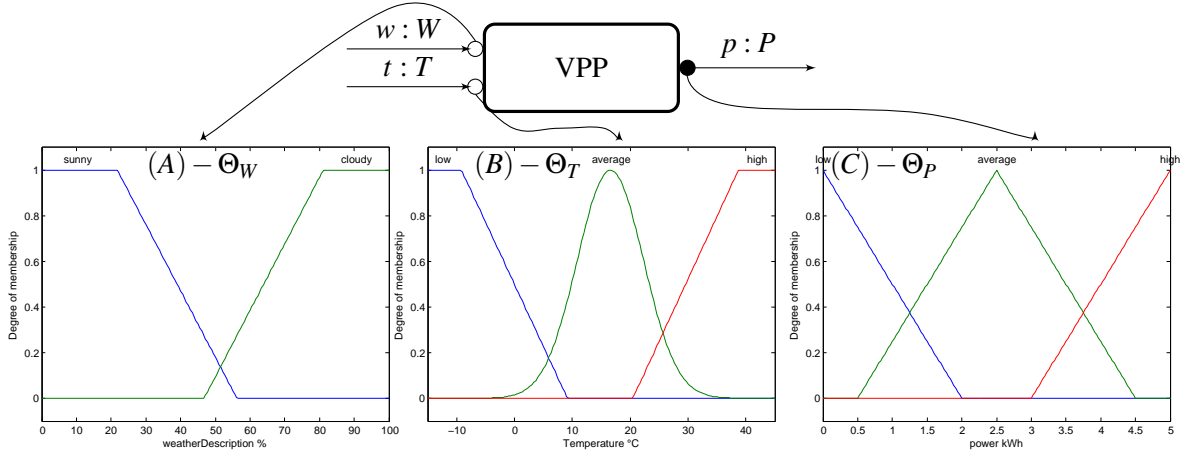 w : W
t : T
VPP
p : P
sunny
(A) – Θ_W
cloudy
1
0.8
0.6
0.4
0.2
0
Degree of membership
0 10 20 30 40 50 60 70 80 90 100
weatherDescription %
low
(B) – Θ_T
average
high
1
0.8
0.6
0.4
0.2
0
Degree of membership
−10 0 10 20 30 40
Temperature °C
low
(C) – Θ_P
average
high
1
0.8
0.6
0.4
0.2
0
Degree of membership
0 0.5 1 1.5 2 2.5 3 3.5 4 4.5 5
power kWh